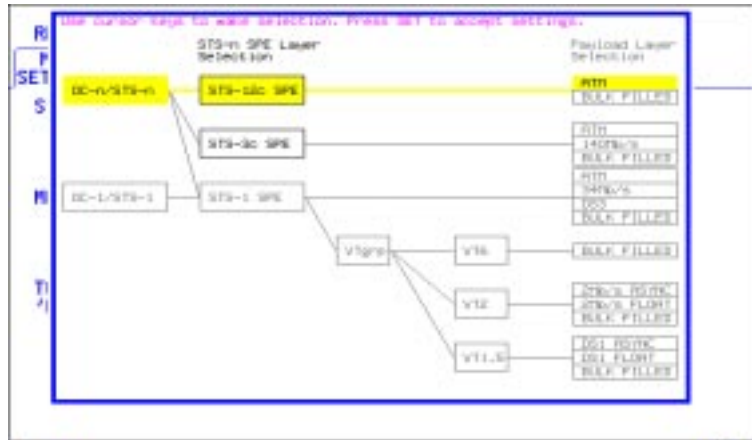 Use cursor keys to make selection. Press SET to accept settings.
STS-n SPE Layer
Selection
Payload Layer
Selection
OC-n/STS-n
STS-12c SPE
ATM
BULK FILLED
STS-3c SPE
ATM
140Mb/s
BULK FILLED
OC-1/STS-1
STS-1 SPE
ATM
34Mb/s
DS3
BULK FILLED
VTgrp
VT6
BULK FILLED
VT2
2Mb/s ASYNC
2Mb/s FLOAT
BULK FILLED
VT1.5
DS1 ASYNC
DS1 FLOAT
BULK FILLED